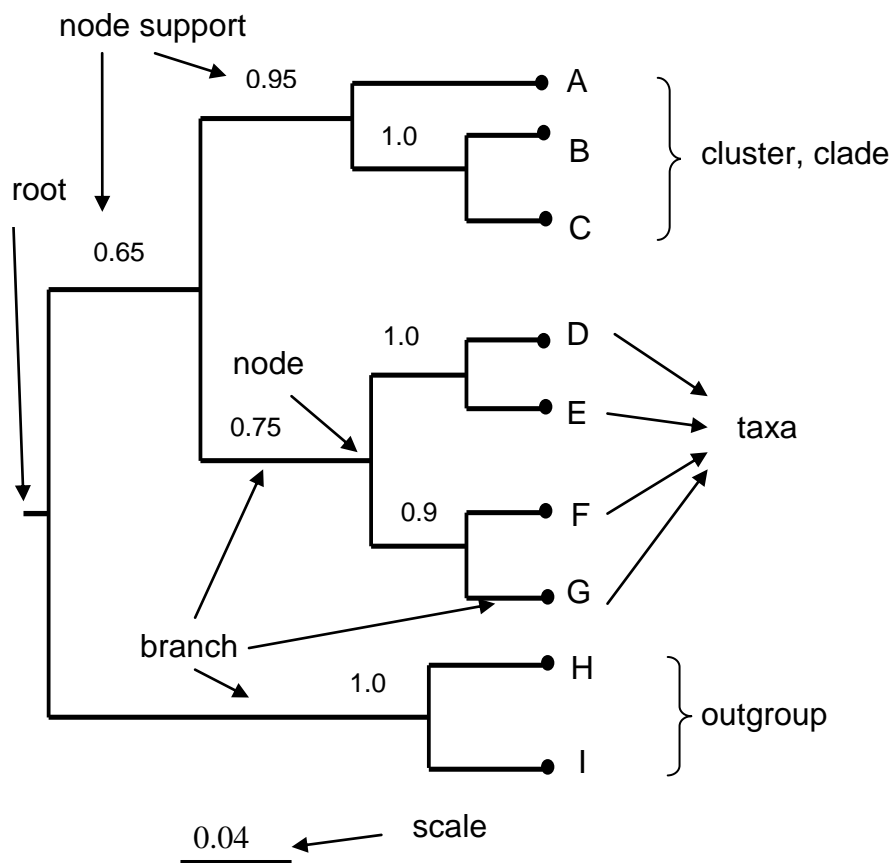 node support
0.95
A
1.0
B
cluster, clade
root
C
0.65
1.0
D
node
0.75
E
taxa
0.9
F
G
branch
1.0
H
outgroup
I
0.04
scale